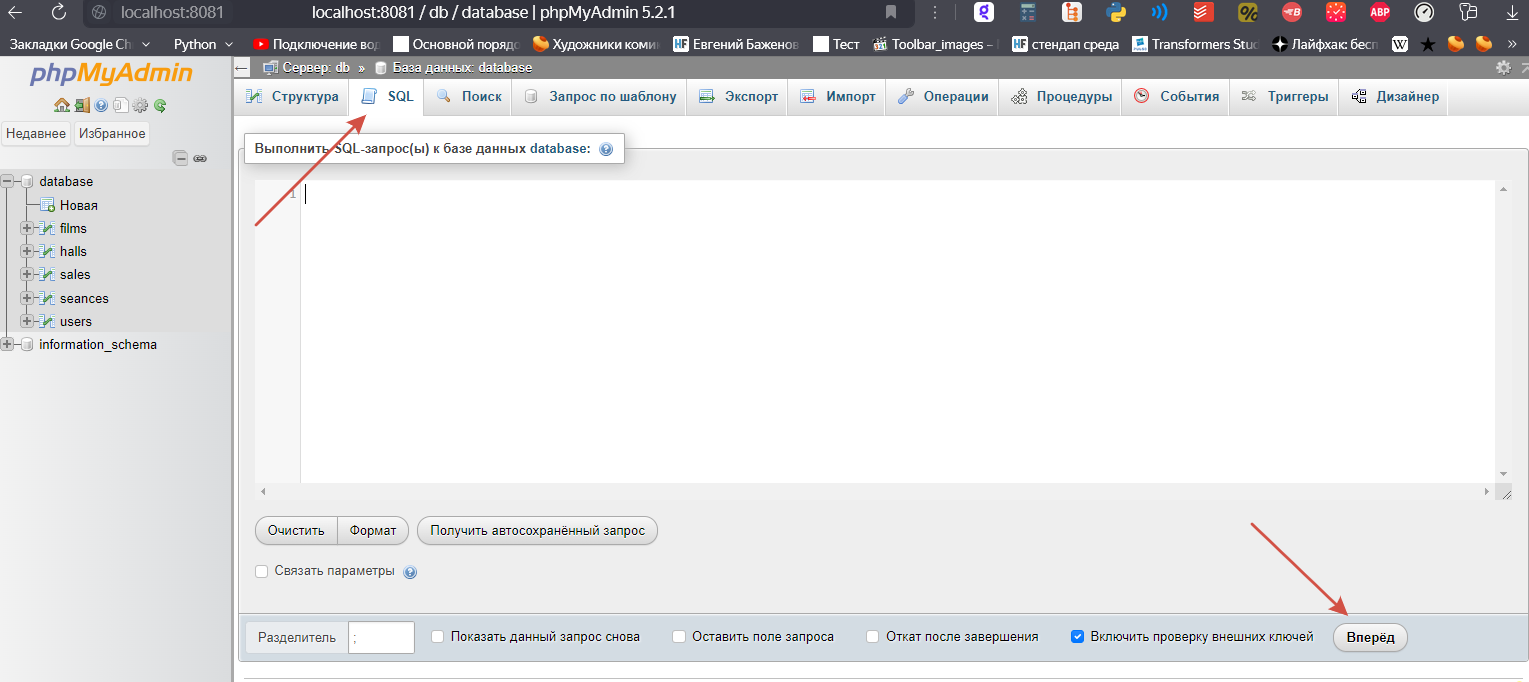 localhost:8081 localhost:8081 / db / database | phpMyAdmin 5.2.1
Закладки Google Ch Python Подключение вод Основной порядо Художники коми Евгений Баженов Тест Toolbar_images – стендап среда Transformers Stud Лайфхак: бесп »
phpMyAdmin
Недавнее Избранное
database
Новая
films
halls
sales
seances
users
information_schema
Сервер: db » База данных: database
Структура SQL Поиск Запрос по шаблону Экспорт Импорт Операции Процедуры События Триггеры Дизайнер
Выполнить SQL-запрос(ы) к базе данных database:
1
Очистить Формат Получить автосохранённый запрос
Связать параметры
Разделитель ; Показать данный запрос снова Оставить поле запроса Откат после завершения Включить проверку внешних ключей Вперёд